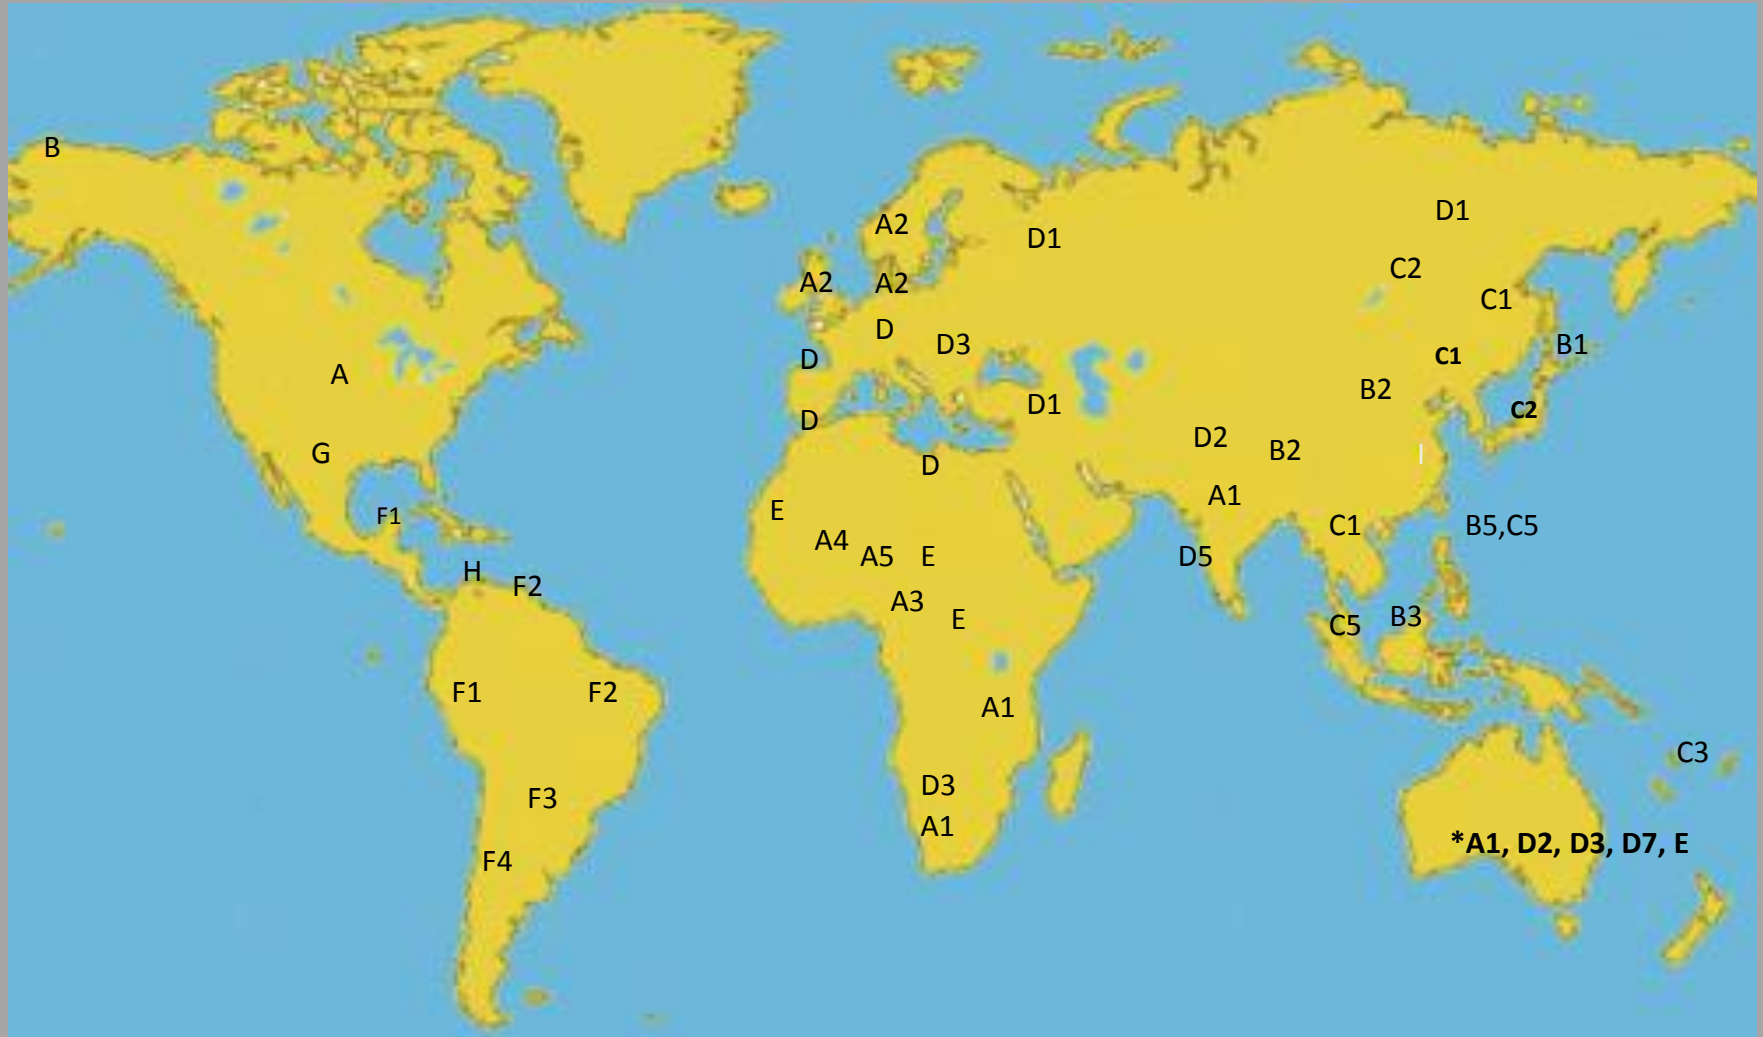 B
D1
A2
D1
C2
A2
A2
C1
D
D3
B1
D
C1
A
B2
D1
C2
D
D2
B2
G
I
D
A1
E
F1
C1
B5,C5
A4
A5
E
D5
H
F2
A3
E
B3
C5
F1
F2
A1
C3
D3
F3
A1
*A1, D2, D3, D7, E
F4